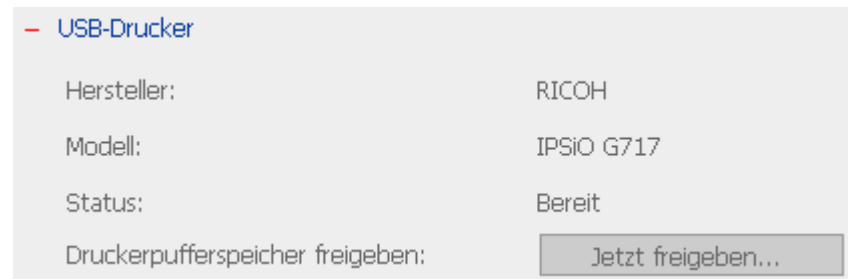 – USB-Drucker
Hersteller: RICOH
Modell: IPSiO G717
Status: Bereit
Druckerpufferspeicher freigeben: Jetzt freigeben...